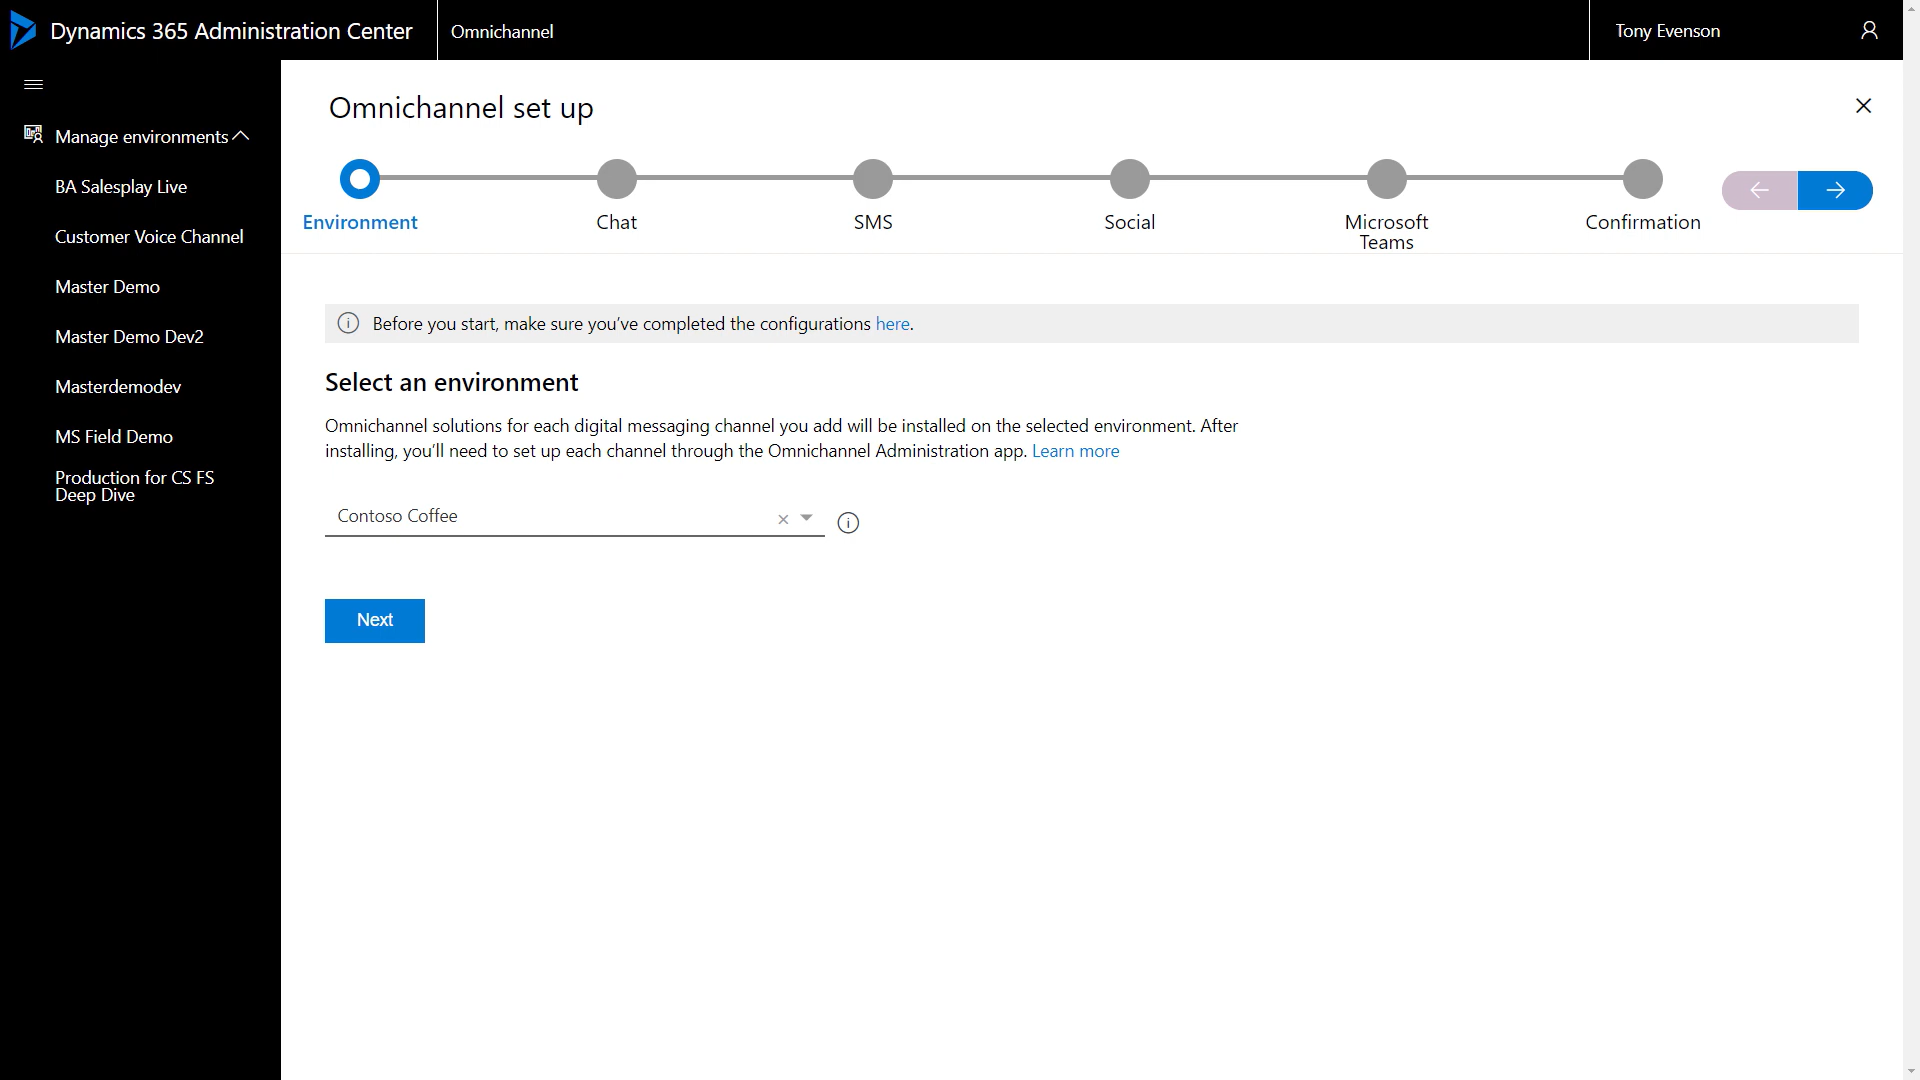 Dynamics 365 Administration Center
Omnichannel
Tony Evenson
Manage environments
BA Salesplay Live
Customer Voice Channel
Master Demo
Master Demo Dev2
Masterdemodev
MS Field Demo
Production for CS FS
Deep Dive
Omnichannel set up
Environment
Chat
SMS
Social
Microsoft
Teams
Confirmation
Before you start, make sure you've completed the configurations here.
Select an environment
Omnichannel solutions for each digital messaging channel you add will be installed on the selected environment. After
installing, you'll need to set up each channel through the Omnichannel Administration app. Learn more
Contoso Coffee
Next